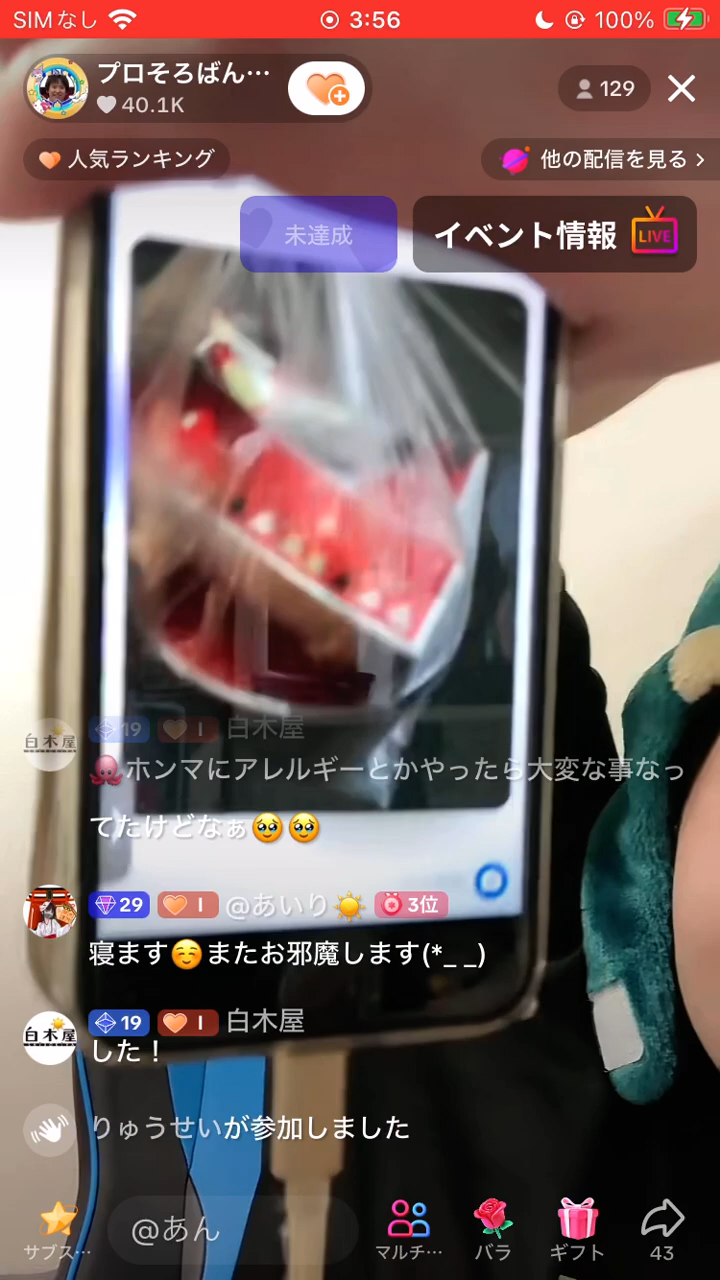 SIMなし 3:56 100%
プロそろばん…
40.1K
129
人気ランキング
他の配信を見る
未達成
イベント情報 LIVE
白木屋
19 I 白木屋
🐙ホンマにアレルギーとかやったら大変な事なっ
てたけどなぁ🥹🥹
29 I @あいり☀️ 3位
寝ます☺️またお邪魔します(*_ _)
白木屋
19 I 白木屋
した！
りゅうせいが参加しました
@あん
サブス… マルチ… バラ ギフト 43